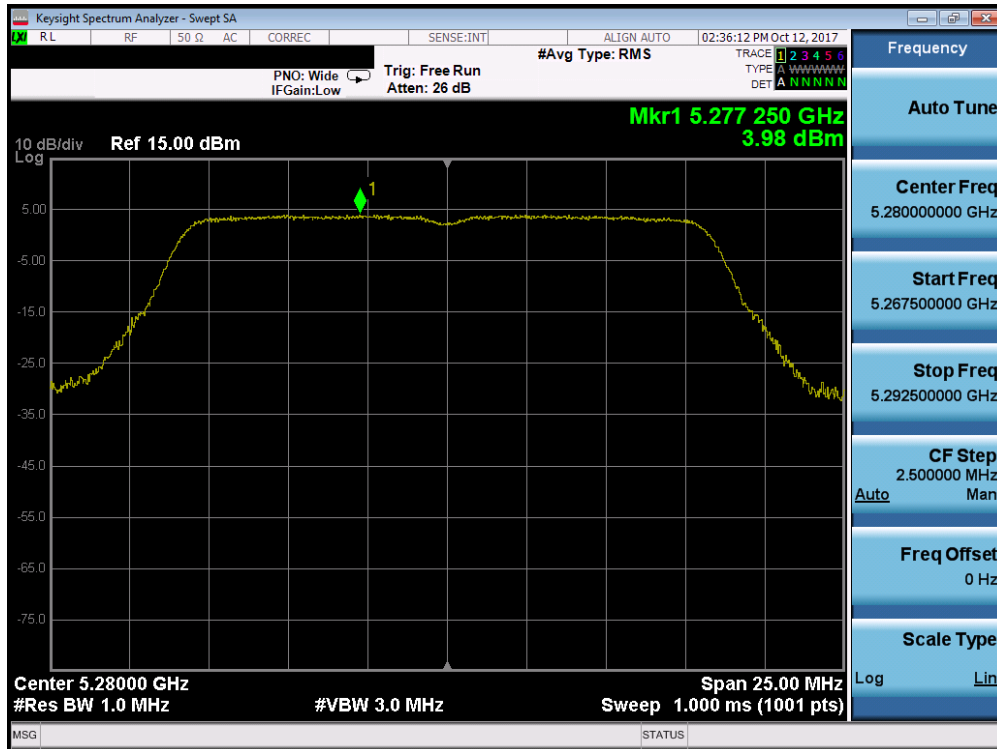 Keysight Spectrum Analyzer - Swept SA
LXI RL RF 50 Ω AC CORREC SENSE:INT ALIGN AUTO 02:36:12 PM Oct 12, 2017
PNO: Wide
IFGain:Low
Trig: Free Run
Atten: 26 dB
#Avg Type: RMS
TRACE 1 2 3 4 5 6
TYPE A WWWWW
DET A N N N N N
Mkr1 5.277 250 GHz
3.98 dBm
10 dB/div
Log
Ref 15.00 dBm
1
5.00
-5.00
-15.0
-25.0
-35.0
-45.0
-55.0
-65.0
-75.0
Center 5.28000 GHz
Span 25.00 MHz
#Res BW 1.0 MHz
#VBW 3.0 MHz
Sweep 1.000 ms (1001 pts)
MSG
STATUS
Frequency
Auto Tune
Center Freq
5.280000000 GHz
Start Freq
5.267500000 GHz
Stop Freq
5.292500000 GHz
CF Step
2.500000 MHz
Auto Man
Freq Offset
0 Hz
Scale Type
Log Lin